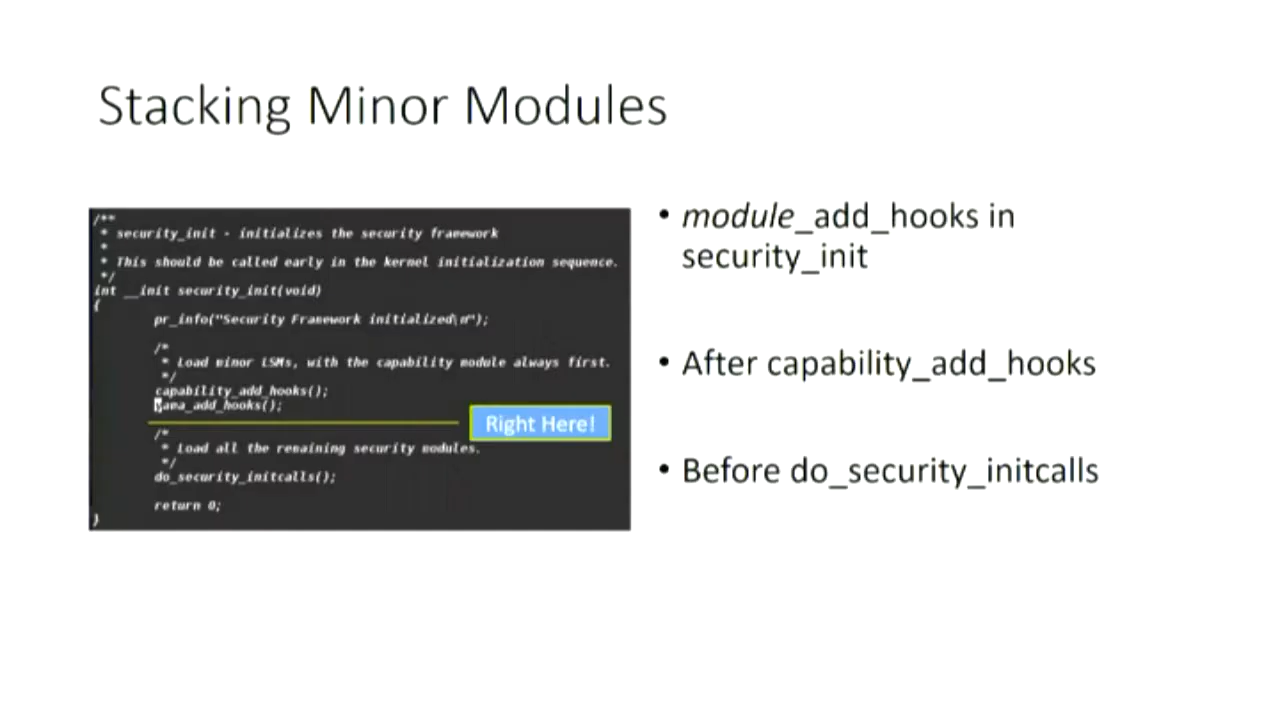 Stacking Minor Modules
/**
* security_init - initializes the security framework
*
* This should be called early in the kernel initialization sequence.
*/
int __init security_init(void)
{
pr_info("Security Framework initialized\n");
/*
* Load minor LSMs, with the capability module always first.
*/
capability_add_hooks();
yama_add_hooks();
Right Here!
/*
* Load all the remaining security modules.
*/
do_security_initcalls();
return 0;
}
• module_add_hooks in
security_init
• After capability_add_hooks
• Before do_security_initcalls